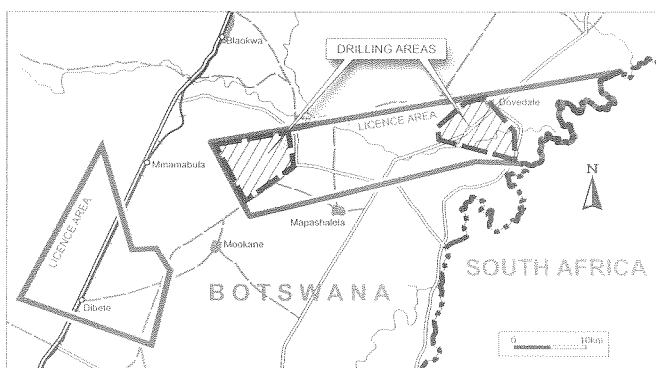 Blaokwa
DRILLING AREAS
Dovedale
LICENCE AREA
Mmamabula
LICENCE AREA
Mapashalela
Mookane
N
SOUTH AFRICA
BOTSWANA
Dibete
0 10km